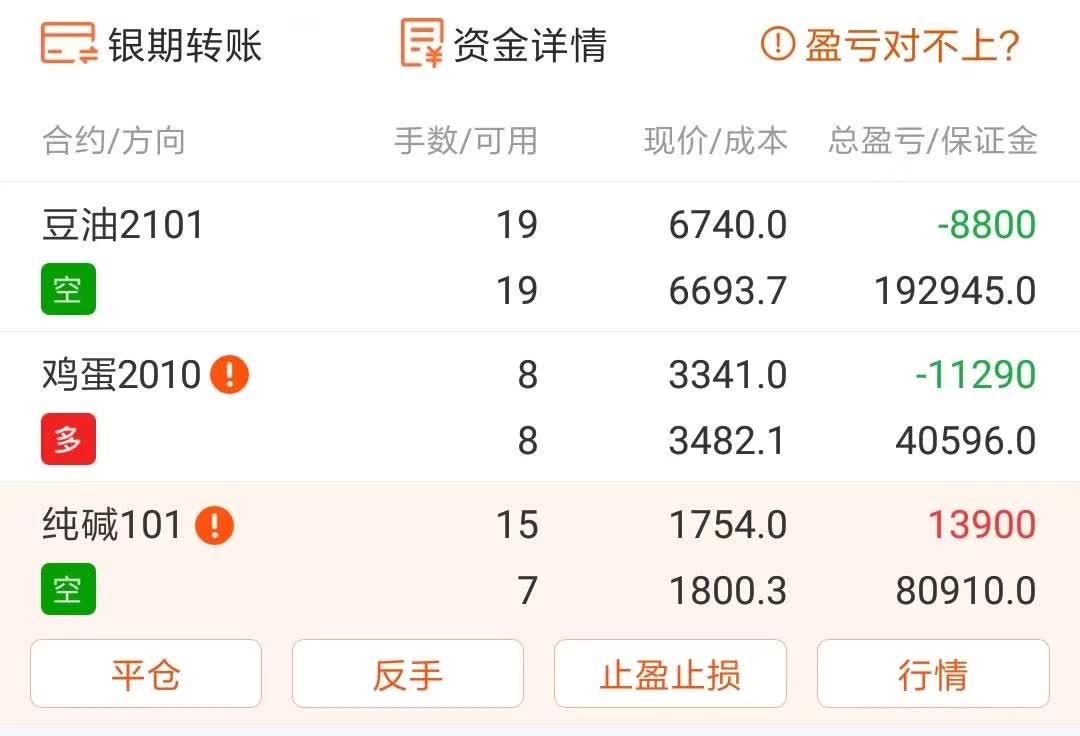 银期转账 资金详情 盈亏对不上?
合约/方向 手数/可用 现价/成本 总盈亏/保证金
豆油2101 19 6740.0 -8800
空 19 6693.7 192945.0
鸡蛋2010 8 3341.0 -11290
多 8 3482.1 40596.0
纯碱101 15 1754.0 13900
空 7 1800.3 80910.0
平仓 反手 止盈止损 行情